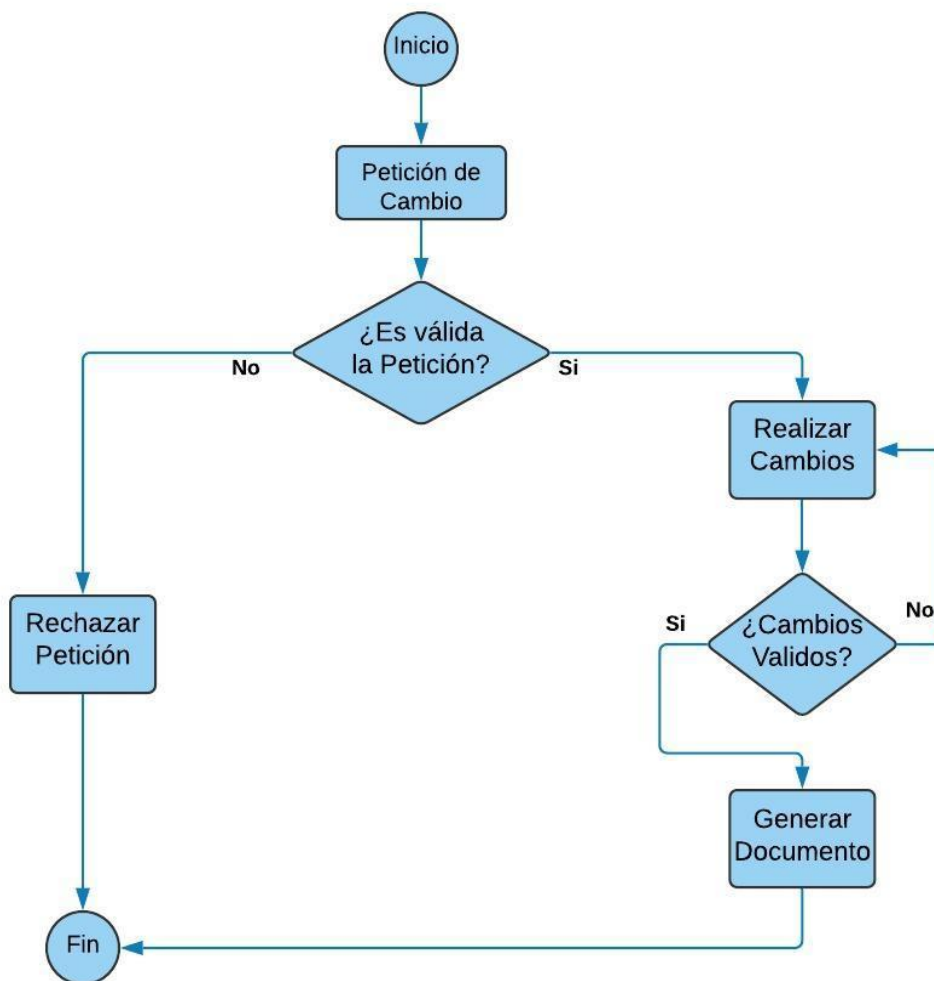 Inicio
Petición de
Cambio
¿Es válida
la Petición?
No
Si
Realizar
Cambios
Rechazar
Petición
Si
¿Cambios
Validos?
No
Generar
Documento
Fin